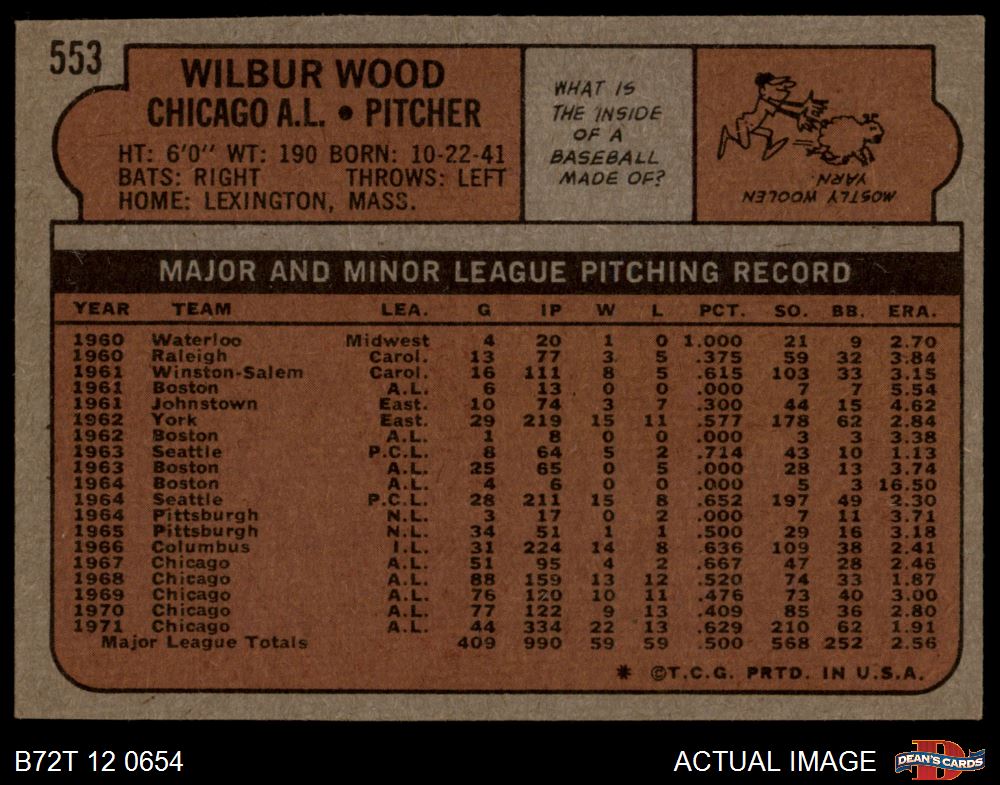 553
WILBUR WOOD
CHICAGO A.L. • PITCHER
HT: 6'0" WT: 190 BORN: 10-22-41
BATS: RIGHT THROWS: LEFT
HOME: LEXINGTON, MASS.
WHAT IS
THE INSIDE
OF A
BASEBALL
MADE OF?
MOSTLY WOOLEN
YARN.
MAJOR AND MINOR LEAGUE PITCHING RECORD
YEAR TEAM LEA. G IP W L PCT. SO. BB. ERA.
1960 Waterloo Midwest 4 20 1 0 1.000 21 9 2.70
1960 Raleigh Carol. 13 77 3 5 .375 59 32 3.84
1961 Winston-Salem Carol. 16 111 8 5 .615 103 33 3.15
1961 Boston A.L. 6 13 0 0 .000 7 7 5.54
1961 Johnstown East. 10 74 3 7 .300 44 15 4.62
1962 York East. 29 219 15 11 .577 178 62 2.84
1962 Boston A.L. 1 8 0 0 .000 3 3 3.38
1963 Seattle P.C.L. 8 64 5 2 .714 43 10 1.13
1963 Boston A.L. 25 65 0 5 .000 28 13 3.74
1964 Boston A.L. 4 6 0 0 .000 5 3 16.50
1964 Seattle P.C.L. 28 211 15 8 .652 197 49 2.30
1964 Pittsburgh N.L. 3 17 0 2 .000 7 11 3.71
1965 Pittsburgh N.L. 34 51 1 1 .500 29 16 3.18
1966 Columbus I.L. 31 224 14 8 .636 109 38 2.41
1967 Chicago A.L. 51 95 4 2 .667 47 28 2.46
1968 Chicago A.L. 88 159 13 12 .520 74 33 1.87
1969 Chicago A.L. 76 120 10 11 .476 73 40 3.00
1970 Chicago A.L. 77 122 9 13 .409 85 36 2.80
1971 Chicago A.L. 44 334 22 13 .629 210 62 1.91
Major League Totals 409 990 59 59 .500 568 252 2.56
* ©T.C.G. PRTD. IN U.S.A.
B72T 12 0654
ACTUAL IMAGE
D
DEAN'S CARDS